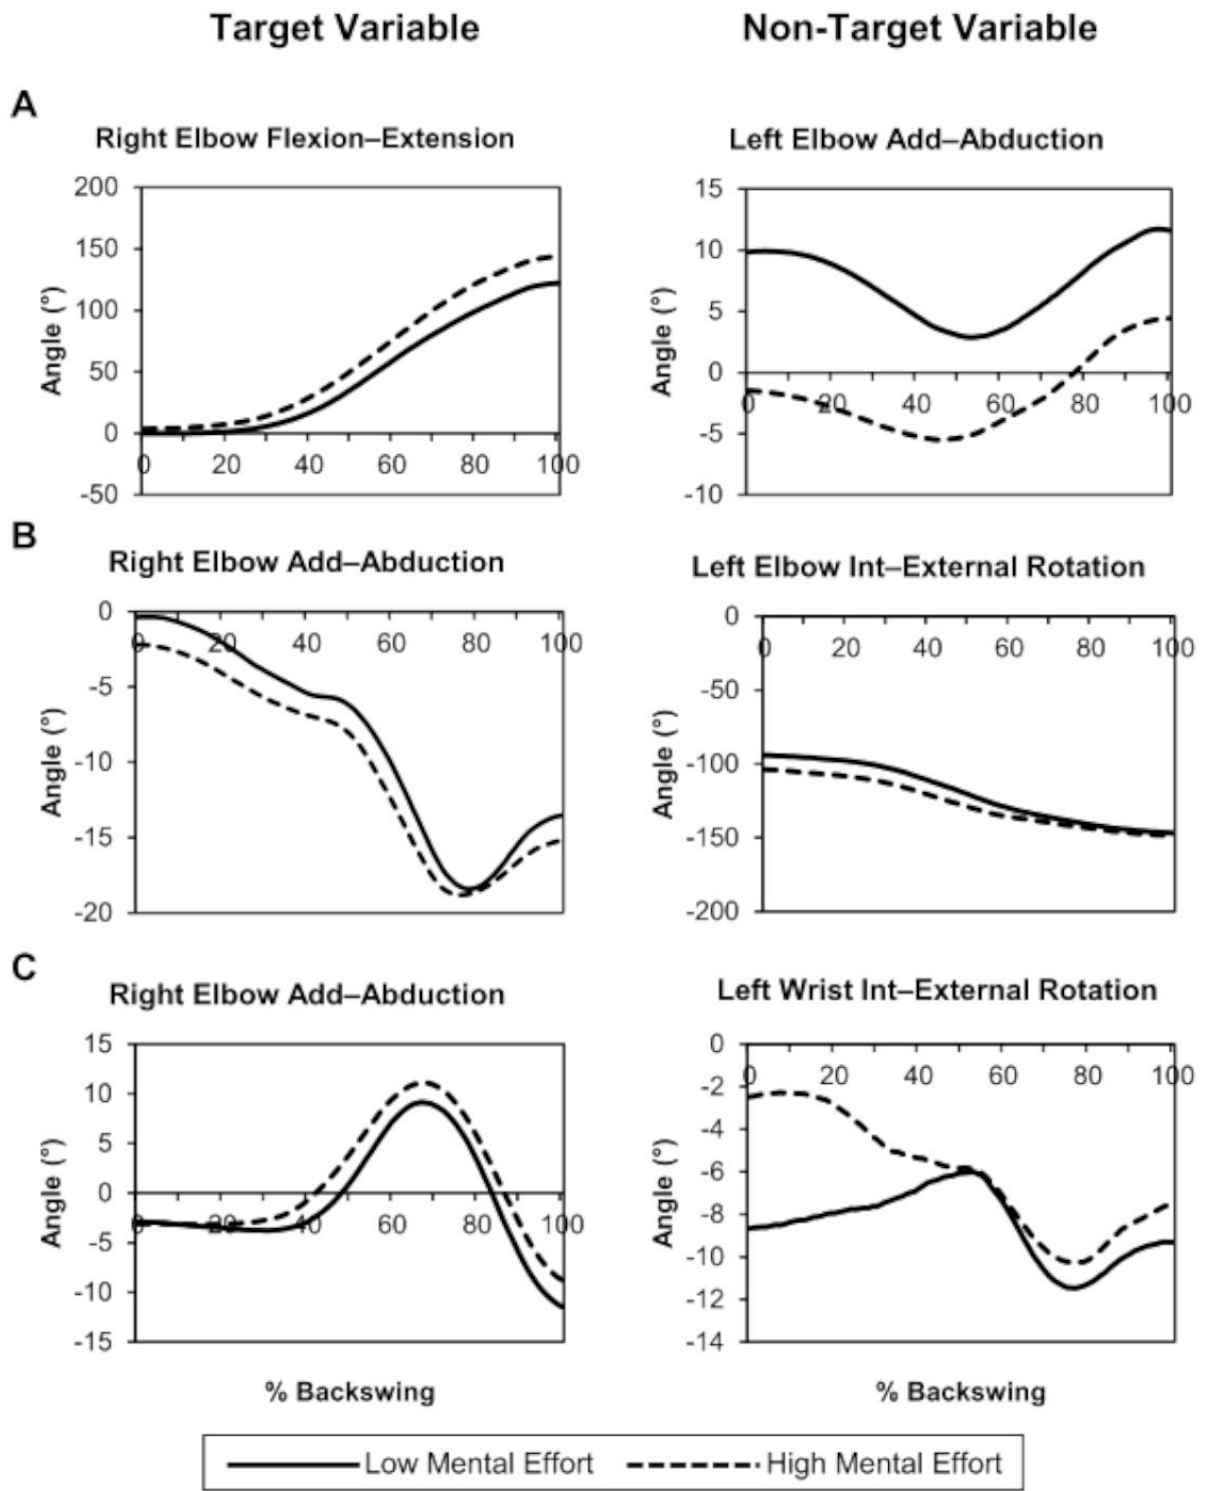 Target Variable
Non-Target Variable
A
Right Elbow Flexion–Extension
200
150
100
50
0
-50
0 20 40 60 80 100
Angle (°)
Left Elbow Add–Abduction
15
10
5
0
-5
-10
0 20 40 60 80 100
Angle (°)
B
Right Elbow Add–Abduction
0
-5
-10
-15
-20
0 20 40 60 80 100
Angle (°)
Left Elbow Int–External Rotation
0
-50
-100
-150
-200
0 20 40 60 80 100
Angle (°)
C
Right Elbow Add–Abduction
15
10
5
0
-5
-10
-15
0 20 40 60 80 100
Angle (°)
% Backswing
Left Wrist Int–External Rotation
0
-2
-4
-6
-8
-10
-12
-14
0 20 40 60 80 100
Angle (°)
% Backswing
Low Mental Effort
High Mental Effort